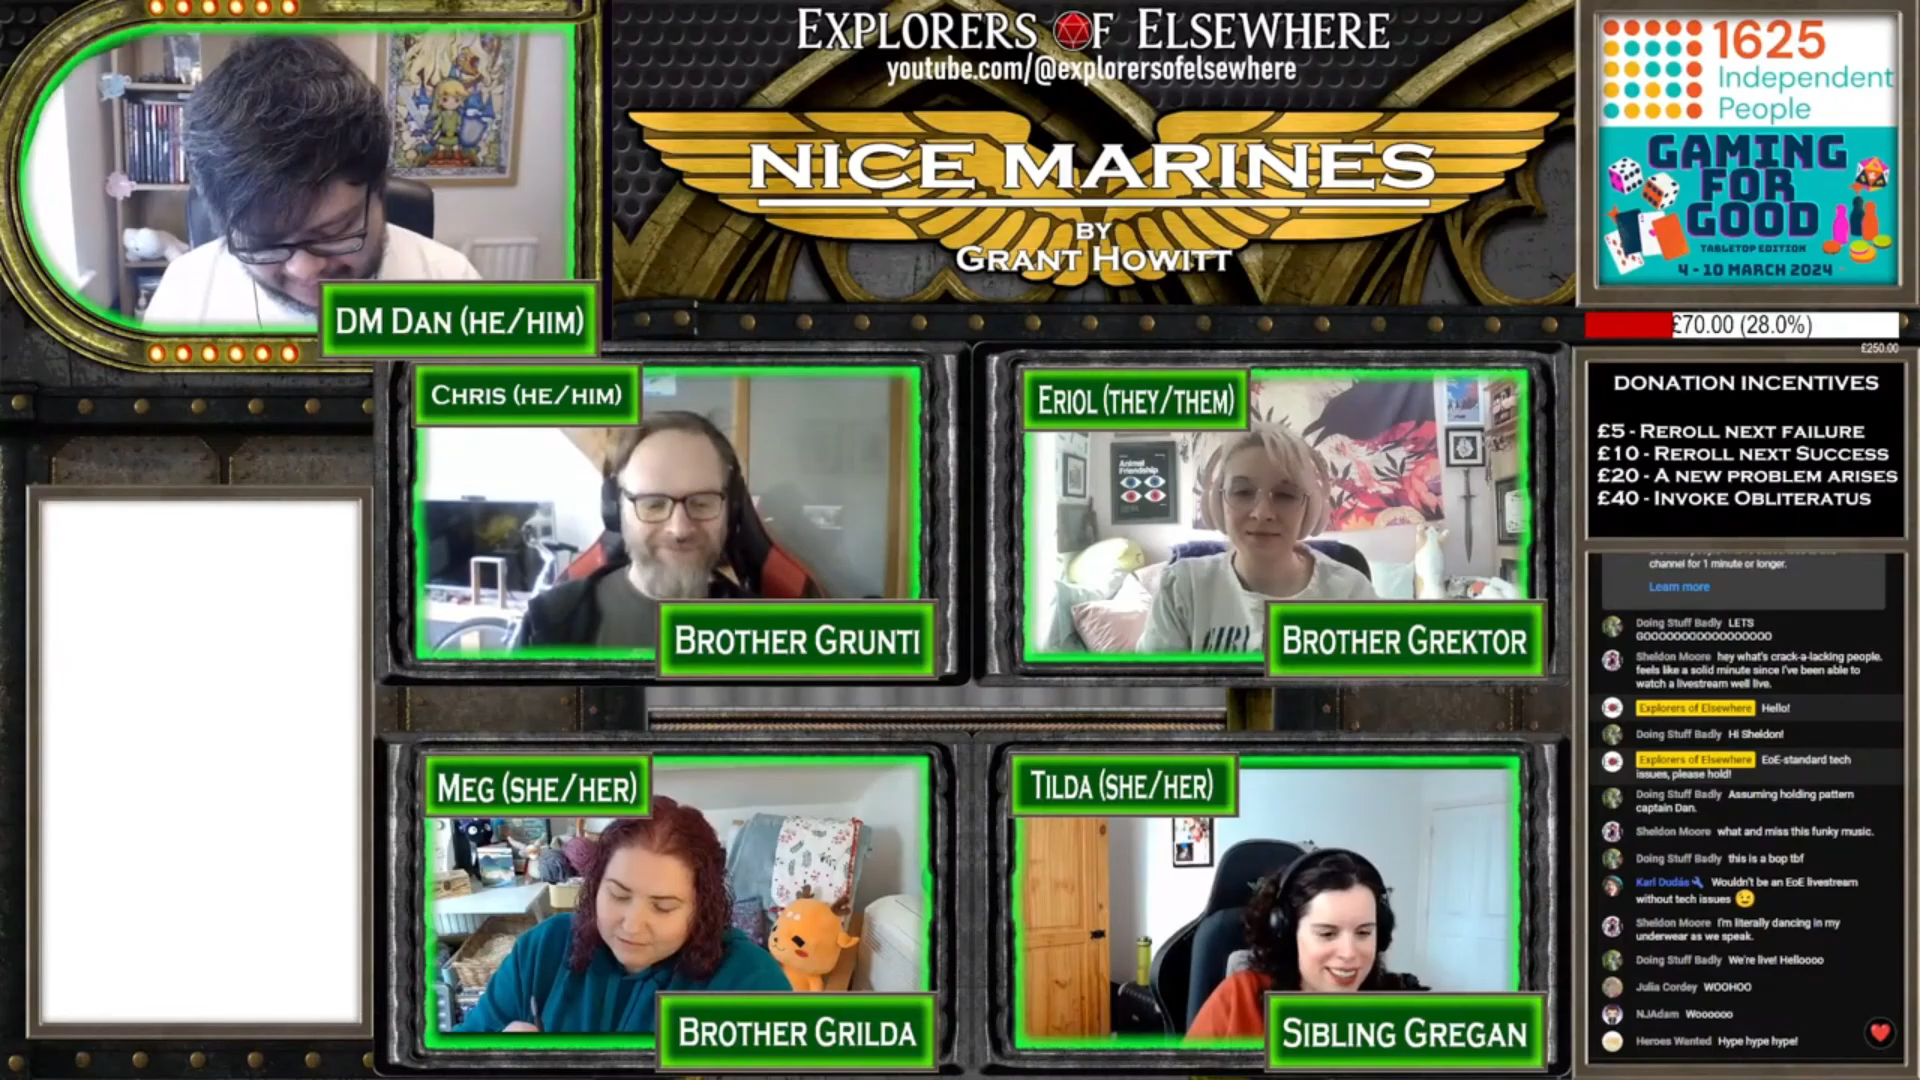 EXPLORERS OF ELSEWHERE
youtube.com/@explorersofelsewhere
NICE MARINES
BY
GRANT HOWITT
1625
Independent
People
GAMING
FOR
GOOD
TABLETOP EDITION
4 - 10 MARCH 2024
£70.00 (28.0%)
£250.00
DM DAN (HE/HIM)
CHRIS (HE/HIM)
BROTHER GRUNTI
ERIOL (THEY/THEM)
Animal
Friendship
BROTHER GREKTOR
MEG (SHE/HER)
BROTHER GRILDA
TILDA (SHE/HER)
SIBLING GREGAN
DONATION INCENTIVES
£5 - REROLL NEXT FAILURE
£10 - REROLL NEXT SUCCESS
£20 - A NEW PROBLEM ARISES
£40 - INVOKE OBLITERATUS
channel for 1 minute or longer.
Learn more
Doing Stuff Badly LETS
GOOOOOOOOOOOOOOOOOO
Sheldon Moore hey what's crack-a-lacking people.
feels like a solid minute since I've been able to
watch a livestream well live.
Explorers of Elsewhere Hello!
Doing Stuff Badly Hi Sheldon!
Explorers of Elsewhere EoE-standard tech
issues, please hold!
Doing Stuff Badly Assuming holding pattern
captain Dan.
Sheldon Moore what and miss this funky music.
Doing Stuff Badly this is a bop tbf
Karl Dudás Wouldn't be an EoE livestream
without tech issues 😉
Sheldon Moore I'm literally dancing in my
underwear as we speak.
Doing Stuff Badly We're live! Helloooo
Julia Cordey WOOHOO
NJAdam Woooooo
Heroes Wanted Hype hype hype!